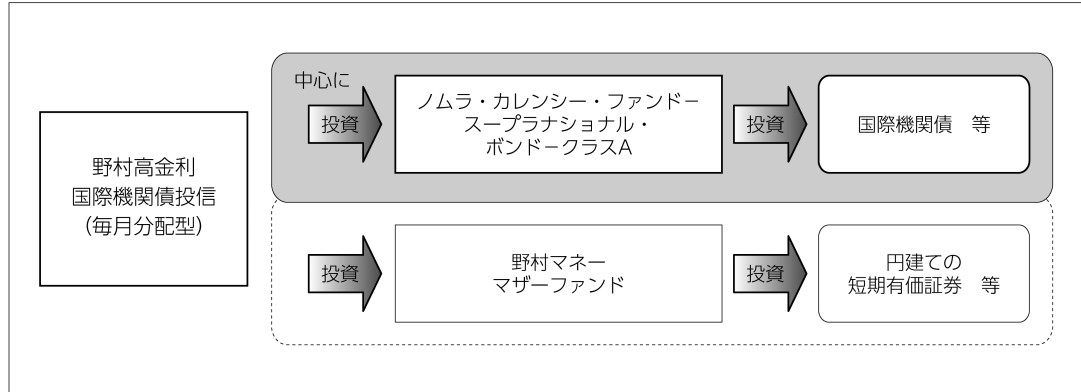 野村高金利
国際機関債投信
(毎月分配型)
中心に
投資
ノムラ・カレンシー・ファンド－
スープラナショナル・
ボンド－クラスA
投資
国際機関債　等
投資
野村マネー
マザーファンド
投資
円建ての
短期有価証券　等